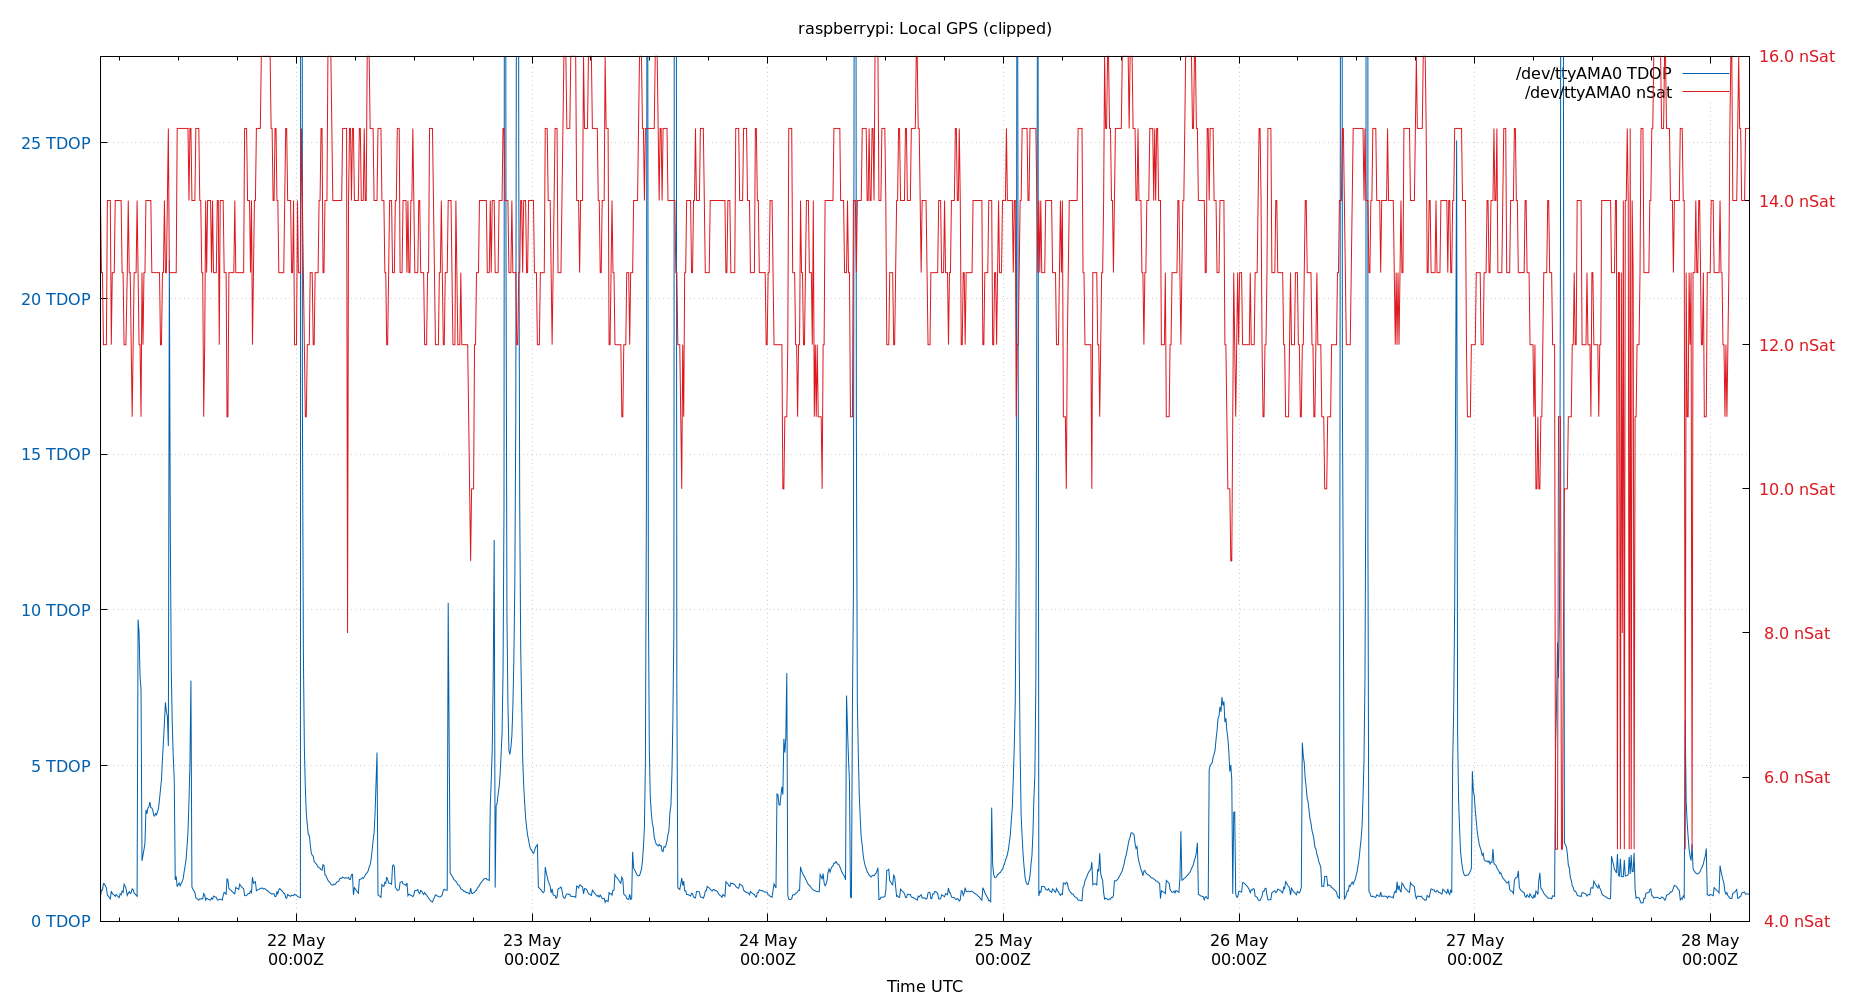 raspberrypi: Local GPS (clipped)
16.0 nSat
/dev/ttyAMA0 TDOP
/dev/ttyAMA0 nSat
25 TDOP
14.0 nSat
20 TDOP
12.0 nSat
15 TDOP
10.0 nSat
10 TDOP
8.0 nSat
5 TDOP
6.0 nSat
0 TDOP
4.0 nSat
22 May 23 May 24 May 25 May 26 May 27 May 28 May
00:00Z 00:00Z 00:00Z 00:00Z 00:00Z 00:00Z 00:00Z
Time UTC